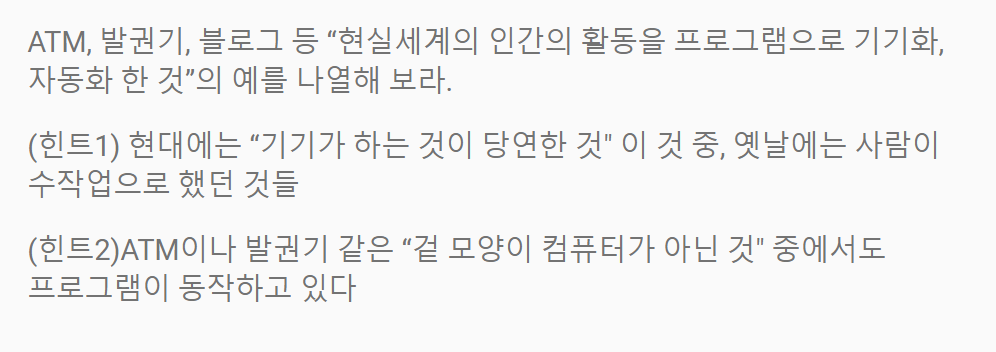 ATM, 발권기, 블로그 등 “현실세계의 인간의 활동을 프로그램으로 기기화,
자동화 한 것”의 예를 나열해 보라.
(힌트1) 현대에는 “기기가 하는 것이 당연한 것" 이 것 중, 옛날에는 사람이
수작업으로 했던 것들
(힌트2)ATM이나 발권기 같은 “겉 모양이 컴퓨터가 아닌 것" 중에서도
프로그램이 동작하고 있다